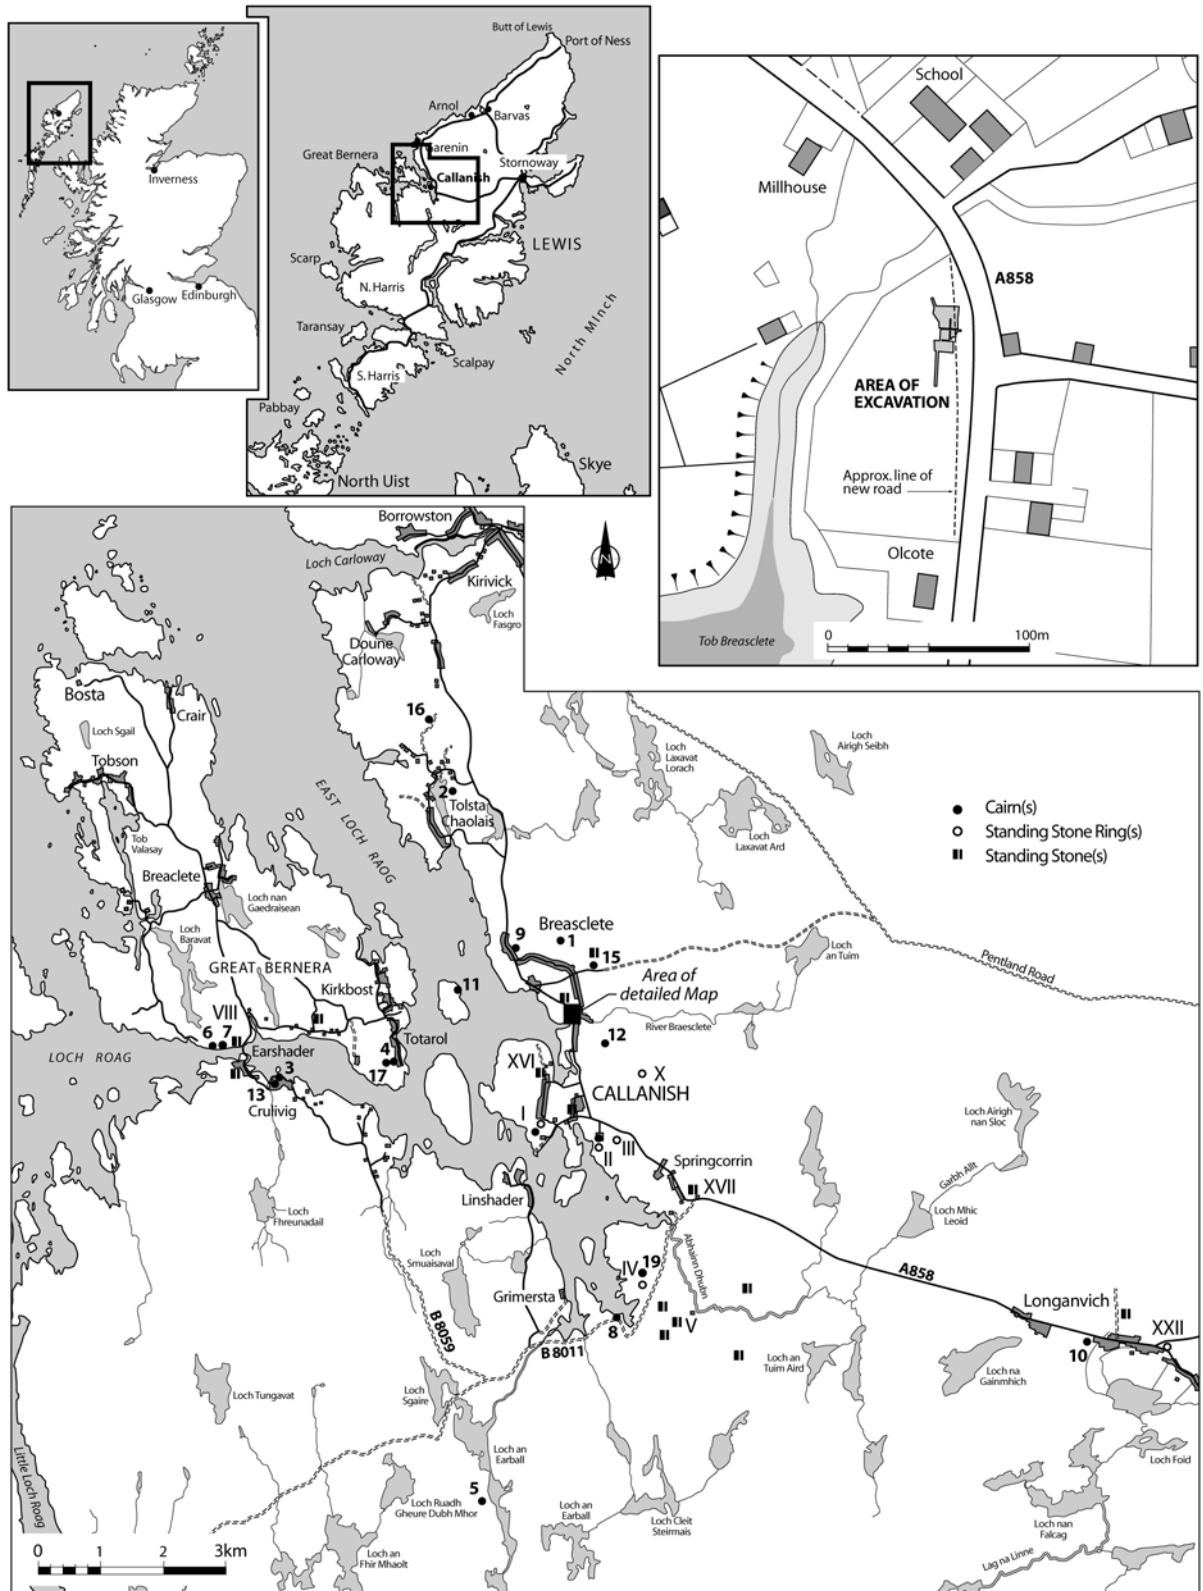 Inverness
Glasgow
Edinburgh
Butt of Lewis
Port of Ness
Arnol
Barvas
Garenin
Great Bernera
Stornoway
Callanish
LEWIS
Scarp
N. Harris
Taransay
Scalpay
North Minch
S. Harris
Pabbay
Skye
North Uist
School
Millhouse
A858
AREA OF
EXCAVATION
Approx. line of
new road
Olcote
0
100m
Tob Breasclete
Borrowston
Loch Carloway
N
Kirivick
Loch
Fasgro
Doune
Carloway
Bosta
Crair
16
Loch Sgail
Loch
Laxavat
Lorach
Loch
Airigh Seibh
Tobson
EAST LOCH RAOG
2
Tolsta
Chaolais
Cairn(s)
Standing Stone Ring(s)
Standing Stone(s)
Loch
Laxavat Ard
Tob
Valasay
Breaclete
Loch nan
Gaedraisean
Breasclete
9
1
15
Loch
Baravat
Loch
an Tuim
GREAT BERNERA
Pentland Road
Area of
detailed Map
Kirkbost
11
VIII
River Braesclete
6
7
Totarol
12
LOCH ROAG
Earshader
4
17
XVI
X
3
13
Crulivig
CALLANISH
I
II
III
Loch Airigh
nan Sloc
Springcorrin
Garbh Allt
XVII
Linshader
Loch Mhic
Leoid
Loch
Fhreunadail
Loch
Smuaisaval
Abhainn Dhubn
IV
19
A858
Grimersta
Longanvich
B 8059
8
V
XXII
B 8011
10
Loch an
Tuim Aird
Loch na
Gainmhich
Loch Tungavat
Loch
Sgaire
Little Loch Roag
Loch an
Earball
Loch Foid
5
Loch Ruadh
Gheure Dubh Mhor
Loch an
Earball
Loch Cleit
Steirmais
Loch nan
Falcag
0
1
2
3km
Loch an
Fhir Mhaolt
Lag na Linne